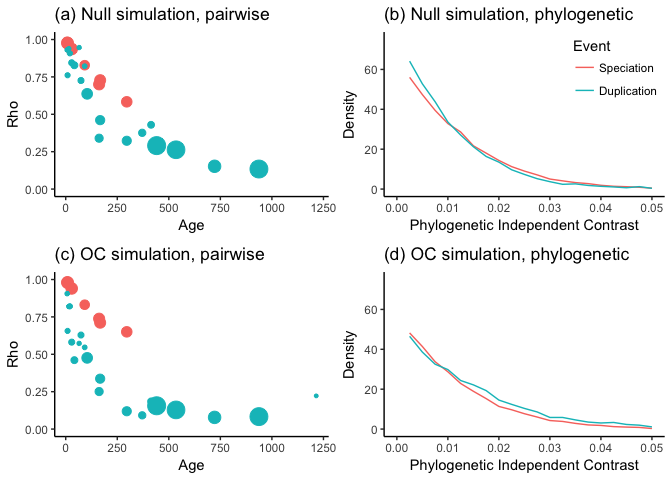 (a) Null simulation, pairwise
1.00
0.75
0.50
0.25
0.00
Rho
0 250 500 750 1000 1250
Age
(b) Null simulation, phylogenetic
60
40
20
0
Density
Event
Speciation
Duplication
0.00 0.01 0.02 0.03 0.04 0.05
Phylogenetic Independent Contrast
(c) OC simulation, pairwise
1.00
0.75
0.50
0.25
0.00
Rho
0 250 500 750 1000 1250
Age
(d) OC simulation, phylogenetic
60
40
20
0
Density
0.00 0.01 0.02 0.03 0.04 0.05
Phylogenetic Independent Contrast